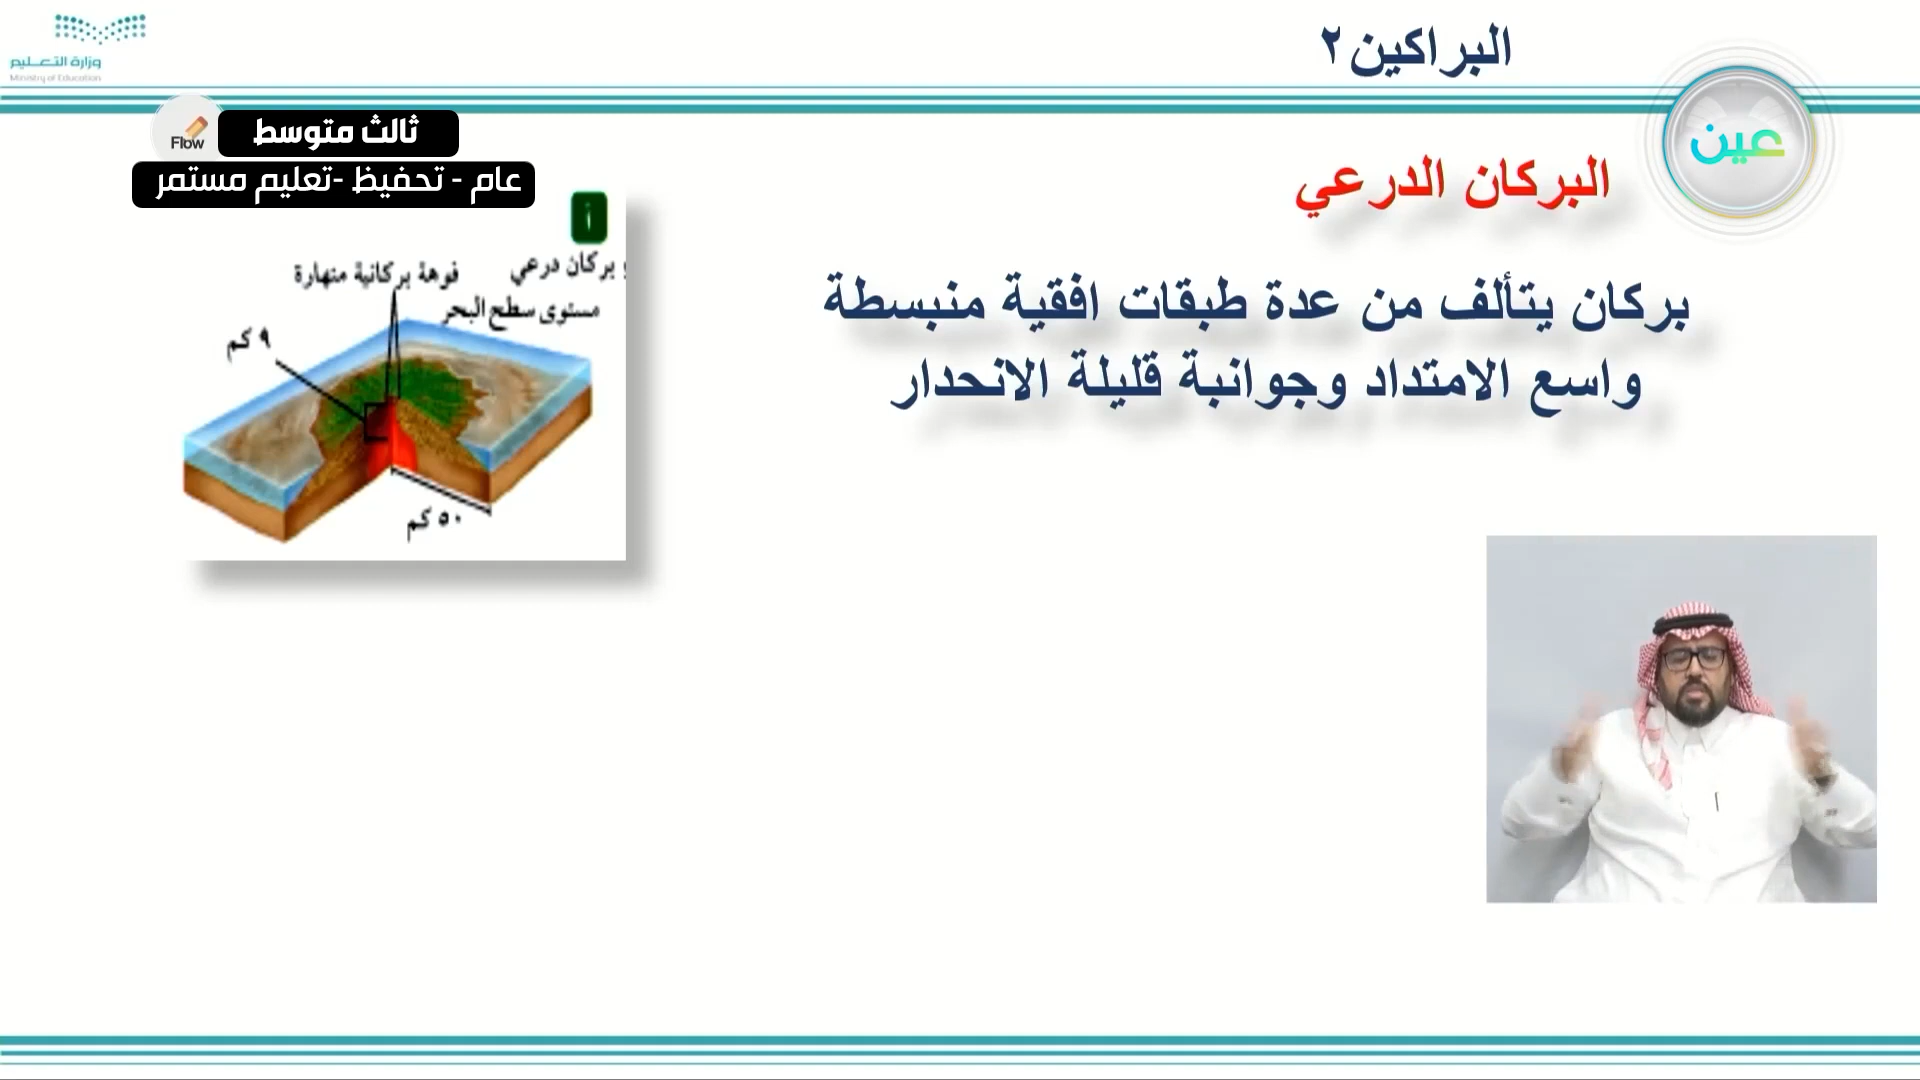 البراكين ٢
وزارة التعليم
Ministry of Education
عين
Flow
ثالث متوسط
عام - تحفيظ -تعليم مستمر
البركان الدرعي
بركان يتألف من عدة طبقات افقية منبسطة
واسع الامتداد وجوانبة قليلة الانحدار
أ
بركان درعي
فوهة بركانية منهارة
مستوى سطح البحر
٩ كم
٥٠ كم